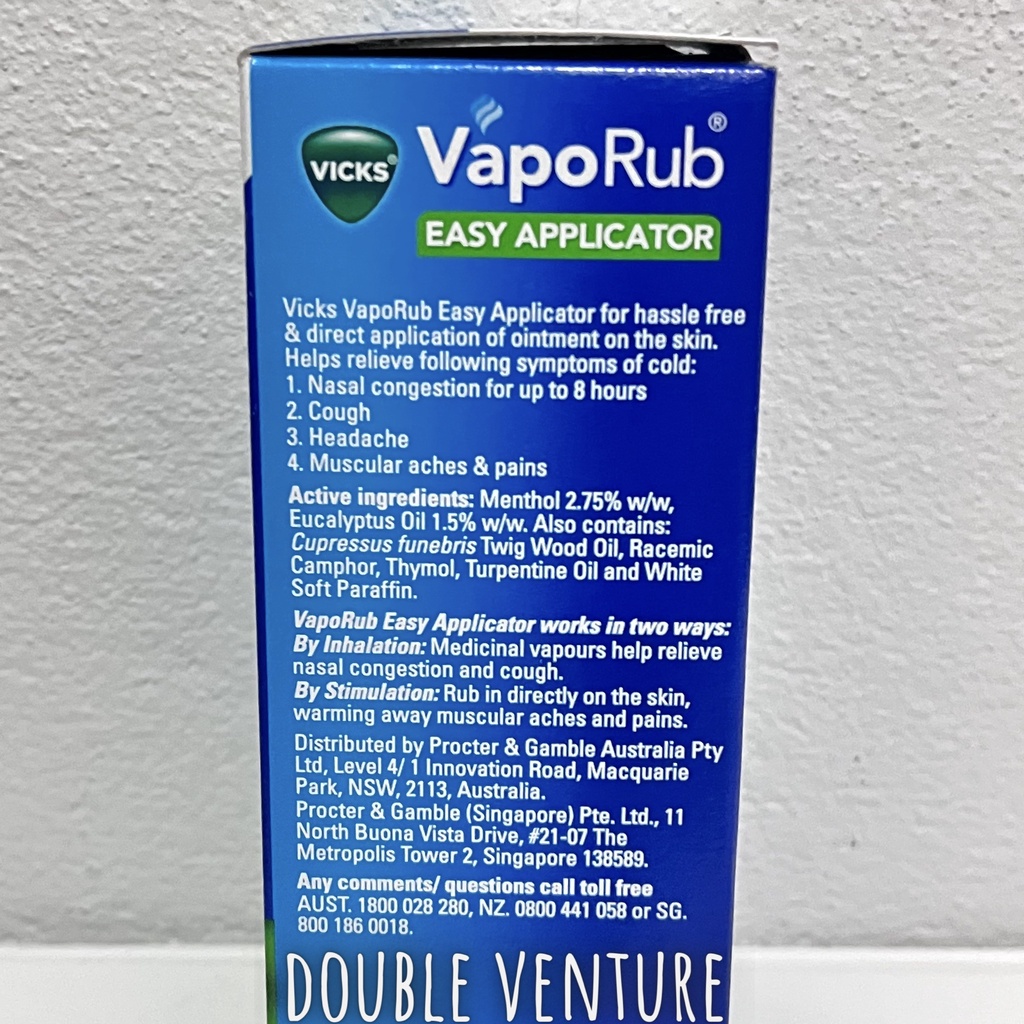 VICKS®
VapoRub®
EASY APPLICATOR
Vicks VapoRub Easy Applicator for hassle free
& direct application of ointment on the skin.
Helps relieve following symptoms of cold:
1. Nasal congestion for up to 8 hours
2. Cough
3. Headache
4. Muscular aches & pains
Active ingredients: Menthol 2.75% w/w,
Eucalyptus Oil 1.5% w/w. Also contains:
Cupressus funebris Twig Wood Oil, Racemic
Camphor, Thymol, Turpentine Oil and White
Soft Paraffin.
VapoRub Easy Applicator works in two ways:
By Inhalation: Medicinal vapours help relieve
nasal congestion and cough.
By Stimulation: Rub in directly on the skin,
warming away muscular aches and pains.
Distributed by Procter & Gamble Australia Pty
Ltd, Level 4/ 1 Innovation Road, Macquarie
Park, NSW, 2113, Australia.
Procter & Gamble (Singapore) Pte. Ltd., 11
North Buona Vista Drive, #21-07 The
Metropolis Tower 2, Singapore 138589.
Any comments/ questions call toll free
AUST. 1800 028 280, NZ. 0800 441 058 or SG.
800 186 0018.
DOUBLE VENTURE